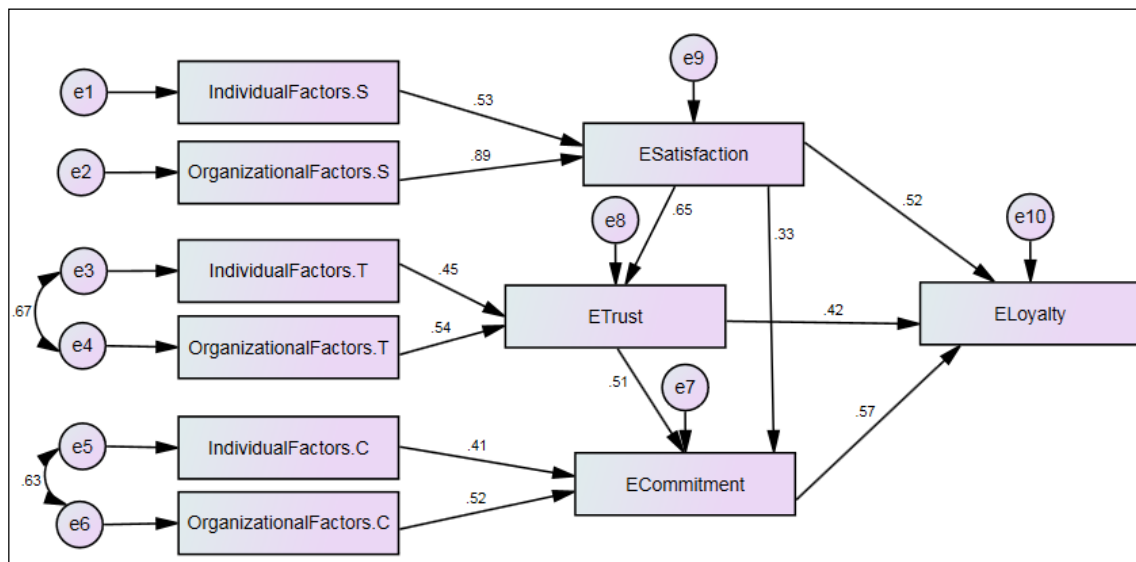 e9
e1
IndividualFactors.S
.53
ESatisfaction
e2
OrganizationalFactors.S
.89
.52
e8
.65
e10
.33
e3
IndividualFactors.T
.45
.67
ETrust
.42
ELoyalty
e4
OrganizationalFactors.T
.54
.51
e7
e5
IndividualFactors.C
.41
.57
.63
ECommitment
e6
OrganizationalFactors.C
.52